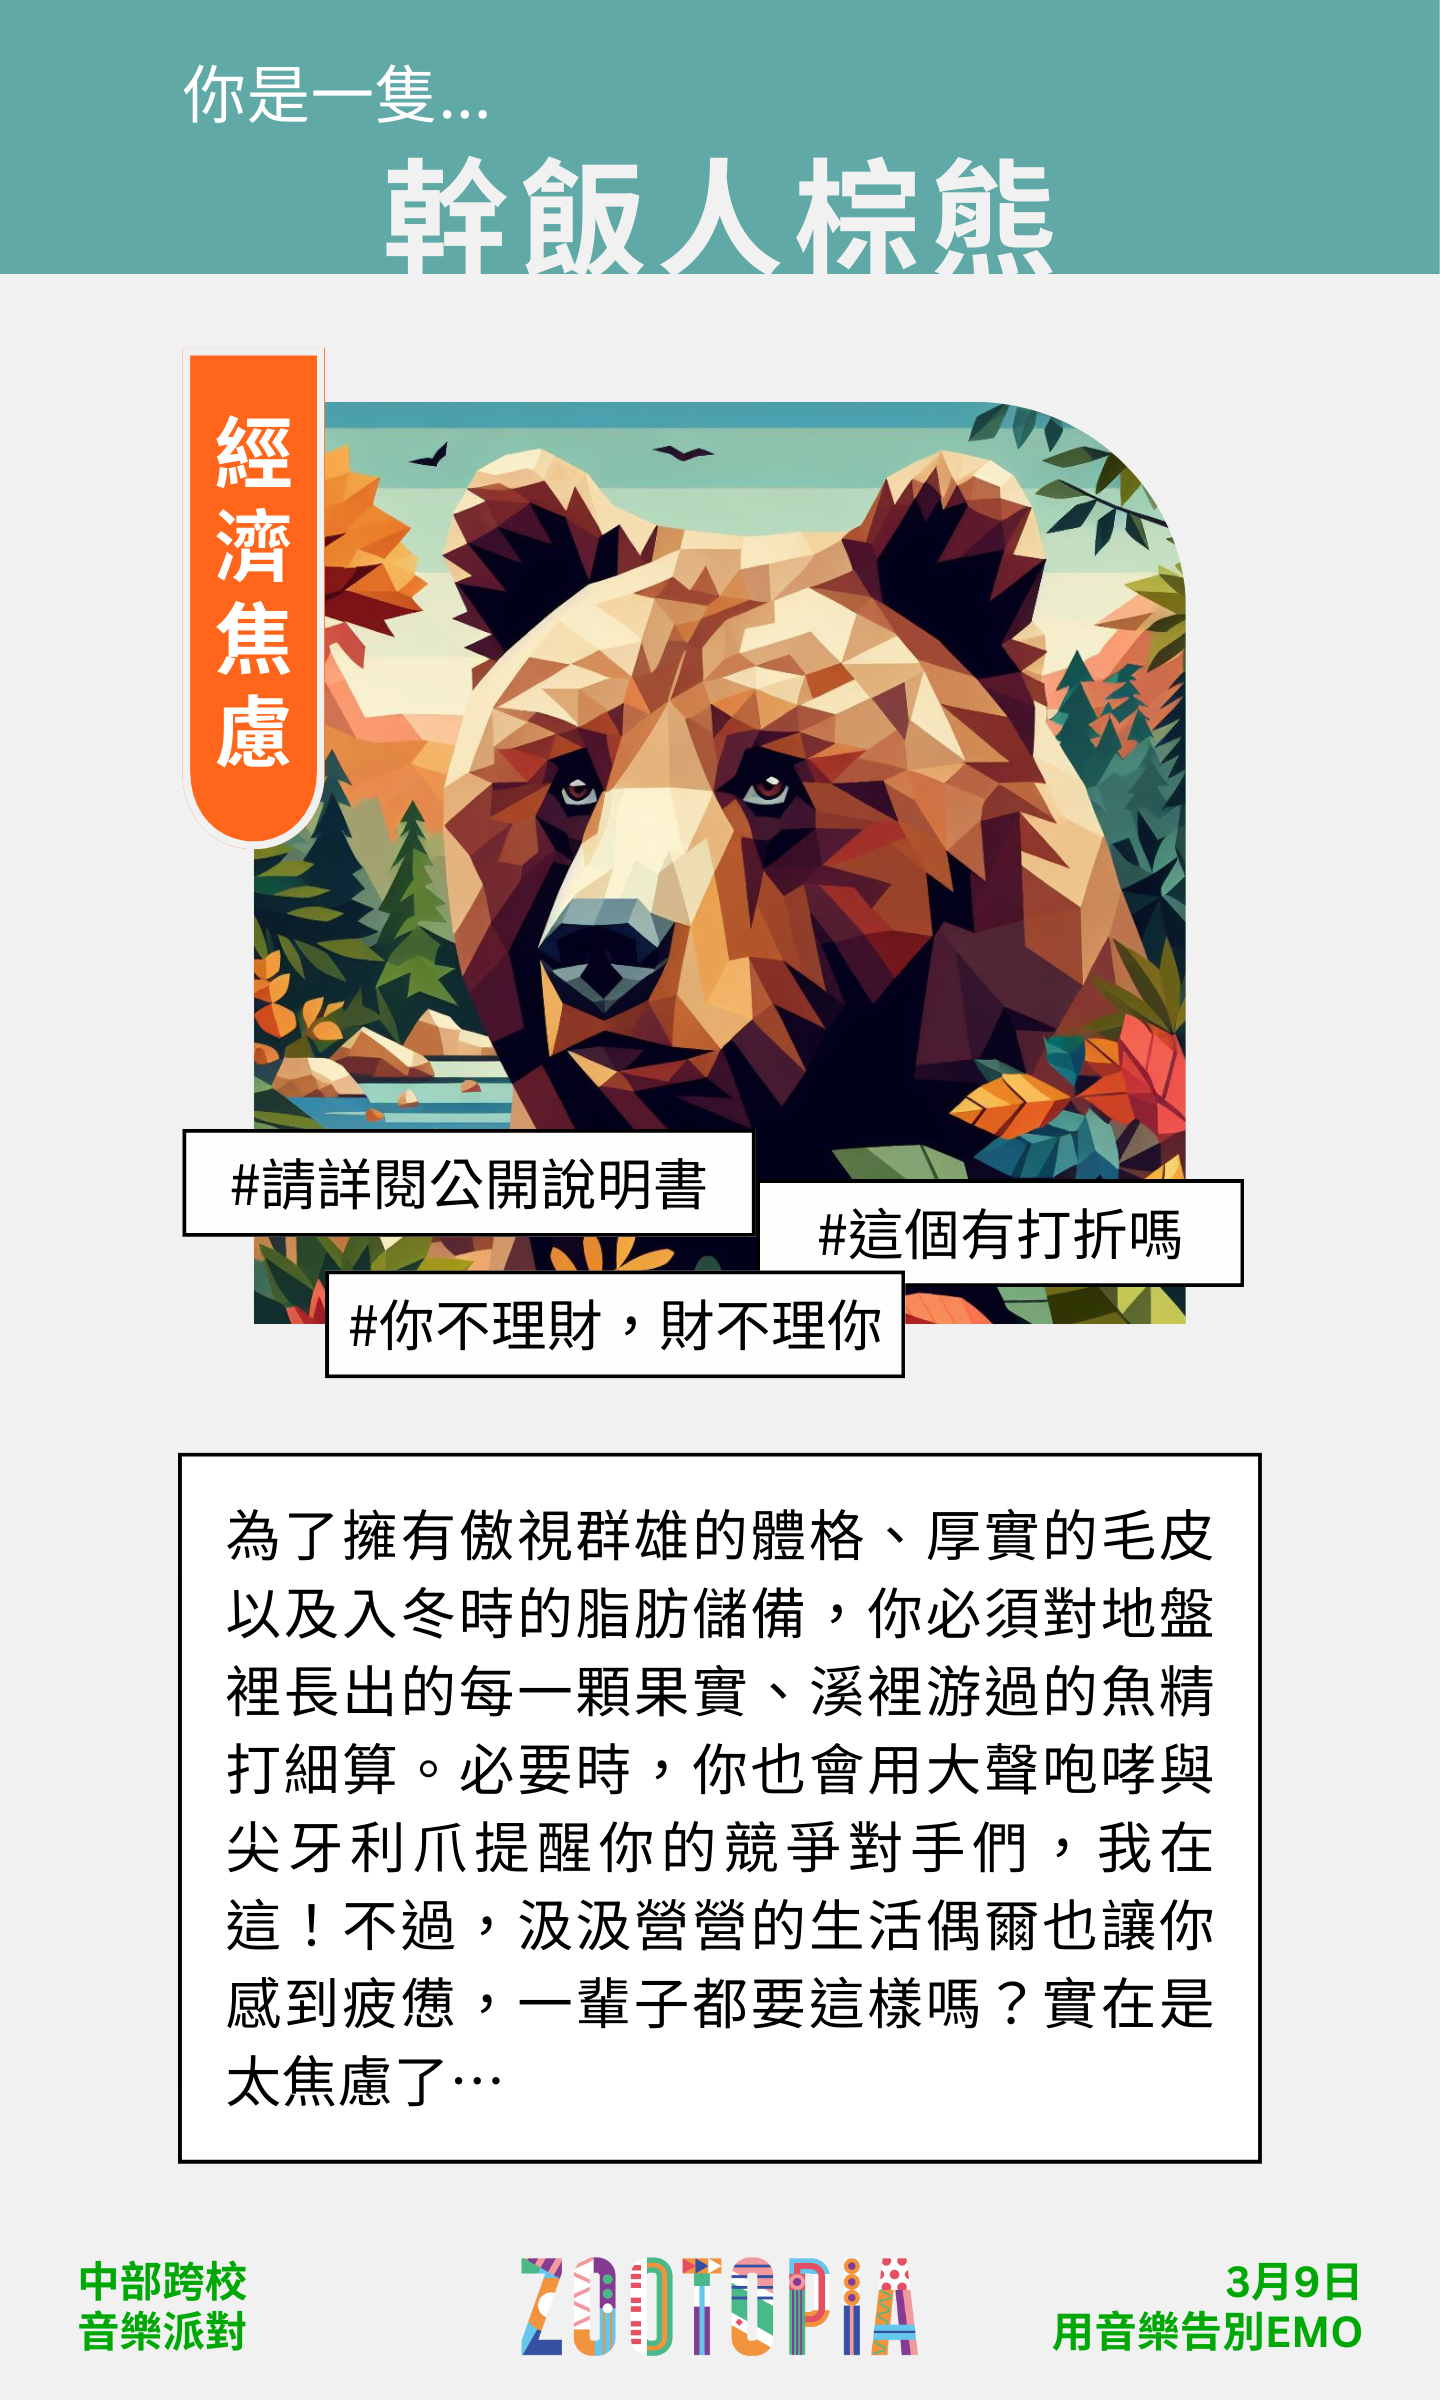 你是一隻...
幹飯人棕熊
經濟焦慮
#請詳閱公開說明書
#這個有打折嗎
#你不理財，財不理你
為了擁有傲視群雄的體格、厚實的毛皮
以及入冬時的脂肪儲備，你必須對地盤
裡長出的每一顆果實、溪裡游過的魚精
打細算。必要時，你也會用大聲咆哮與
尖牙利爪提醒你的競爭對手們，我在
這！不過，汲汲營營的生活偶爾也讓你
感到疲憊，一輩子都要這樣嗎？實在是
太焦慮了⋯
中部跨校
音樂派對
ZOOTOPiA
3月9日
用音樂告別EMO